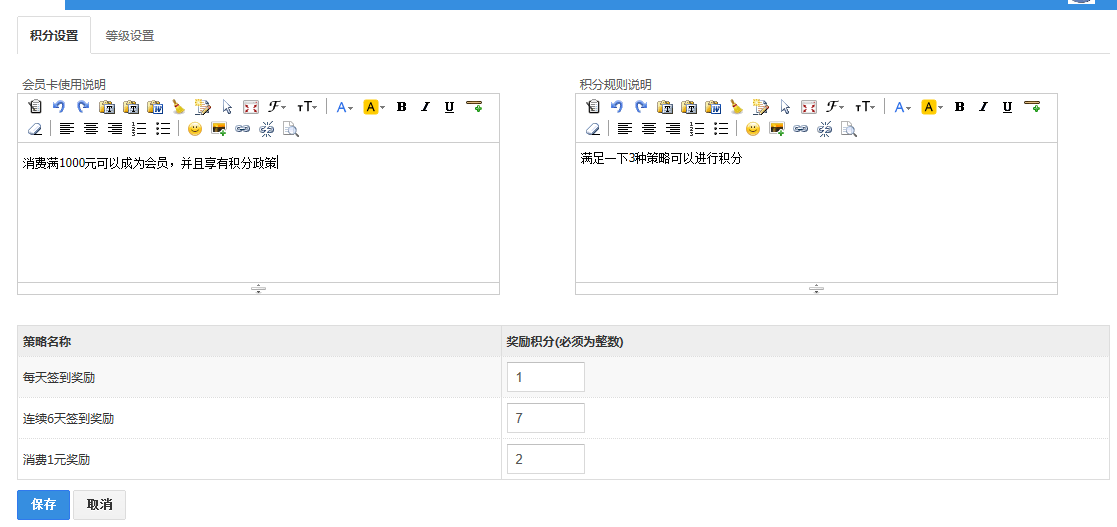 积分设置 等级设置
会员卡使用说明 积分规则说明
消费满1000元可以成为会员，并且享有积分政策
满足一下3种策略可以进行积分
策略名称 奖励积分(必须为整数)
每天签到奖励 1
连续6天签到奖励 7
消费1元奖励 2
保存 取消